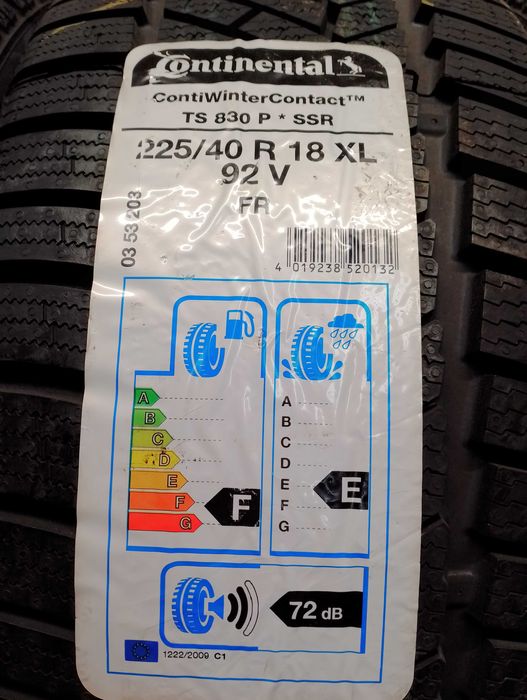 Continental
ContiWinterContact™
TS 830 P * SSR
225/40 R 18 XL
92 V
FR
03 53 203
4 019238 520132
A
B
C
D
E
F
G
F
A
B
C
D
E
F
G
E
72 dB
1222/2009 C1